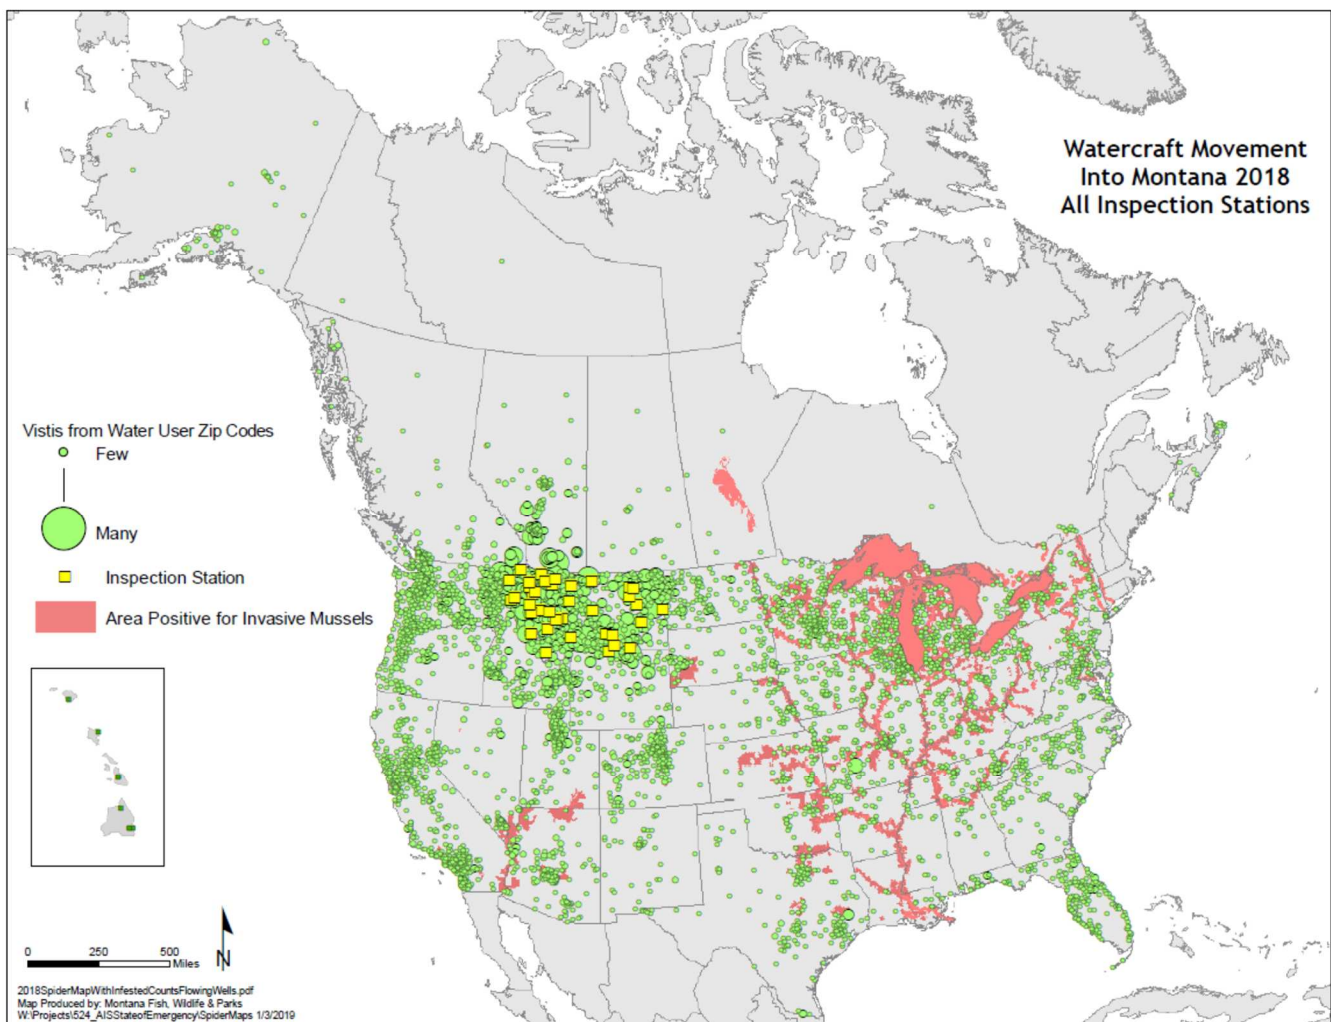 Watercraft Movement
Into Montana 2018
All Inspection Stations
Vistis from Water User Zip Codes
Few
Many
Inspection Station
Area Positive for Invasive Mussels
0 250 500
Miles
N
2018SpiderMapWithInfestedCountsFlowingWells.pdf
Map Produced by: Montana Fish, Wildlife & Parks
W:\Projects\524_AISStateofEmergency\SpiderMaps 1/3/2019